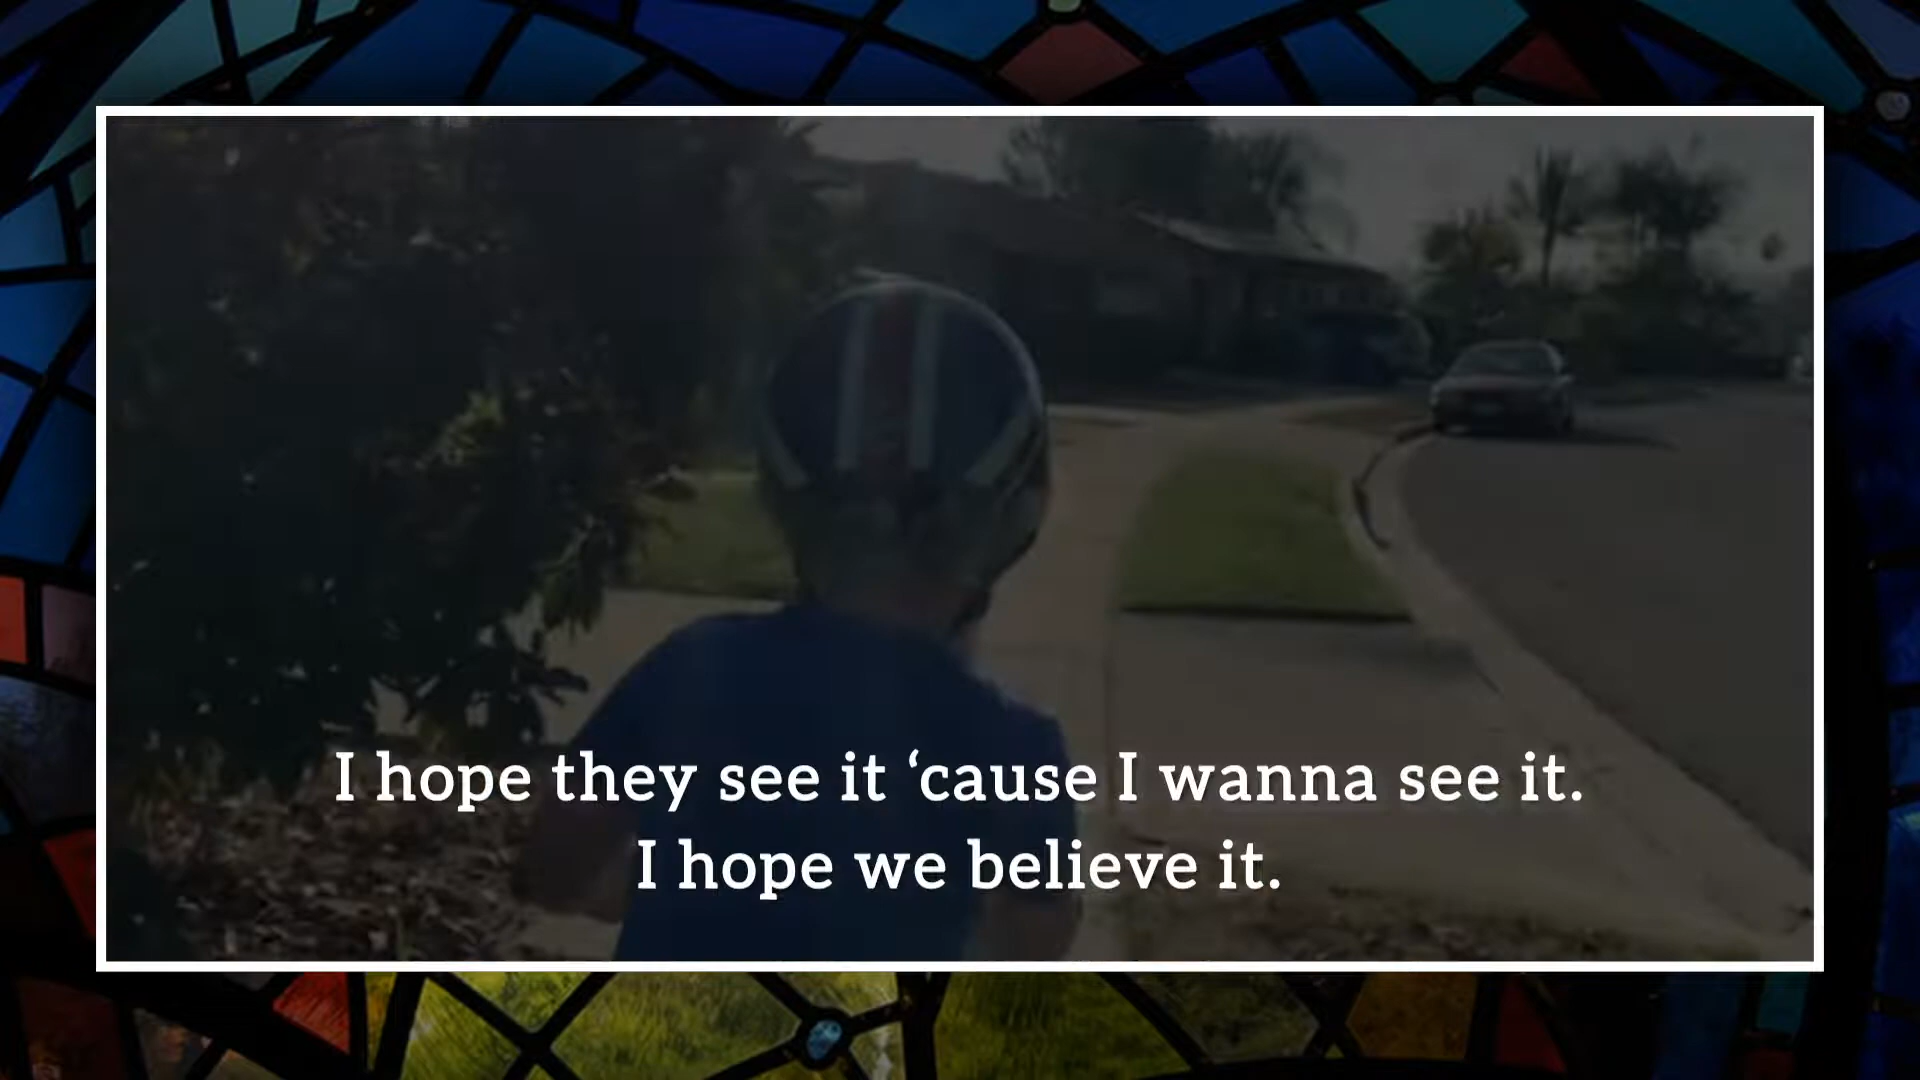 I hope they see it ‘cause I wanna see it.
I hope we believe it.